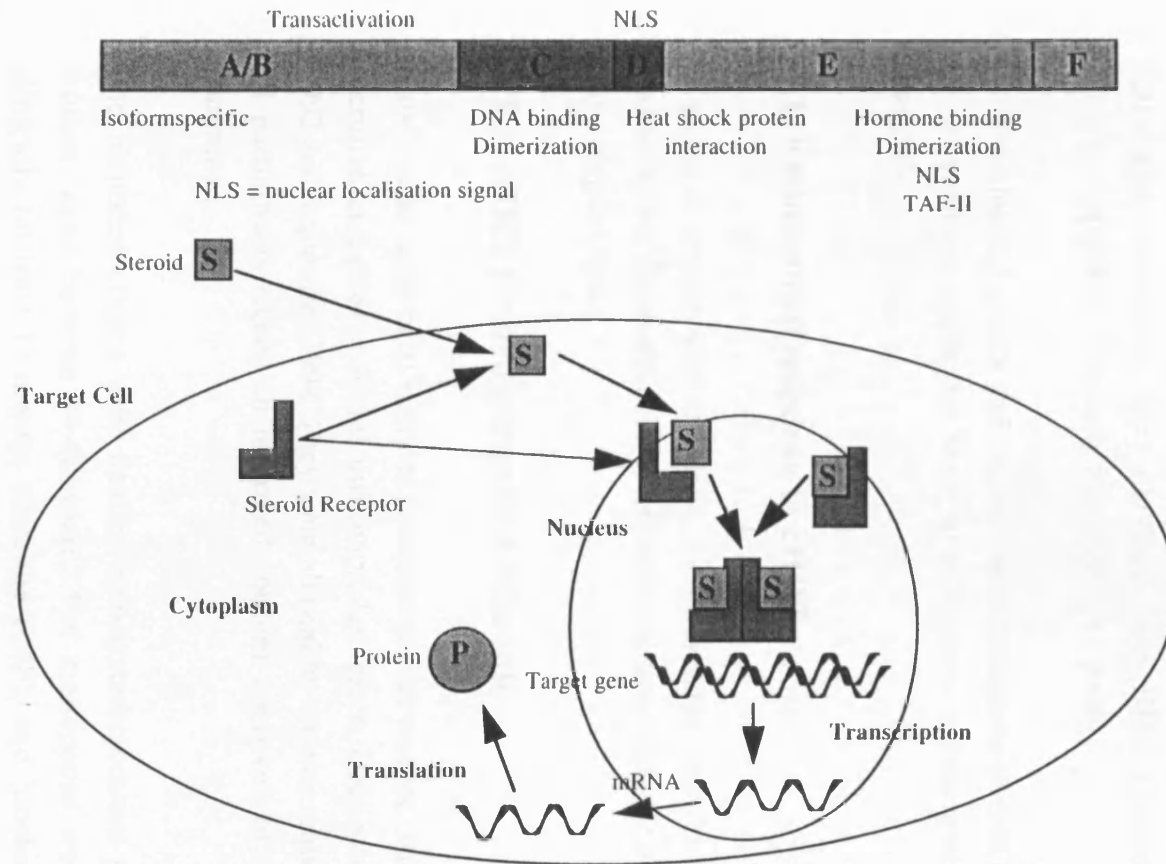 Transactivation NLS
A/B C D E F
Isoformspecific DNA binding Heat shock protein Hormone binding
Dimerization interaction Dimerization
NLS = nuclear localisation signal NLS
TAF-II
Steroid S
S
Target Cell
S
S
Steroid Receptor
Nucleus
S S
Cytoplasm
Protein P
Target gene
Transcription
Translation
mRNA